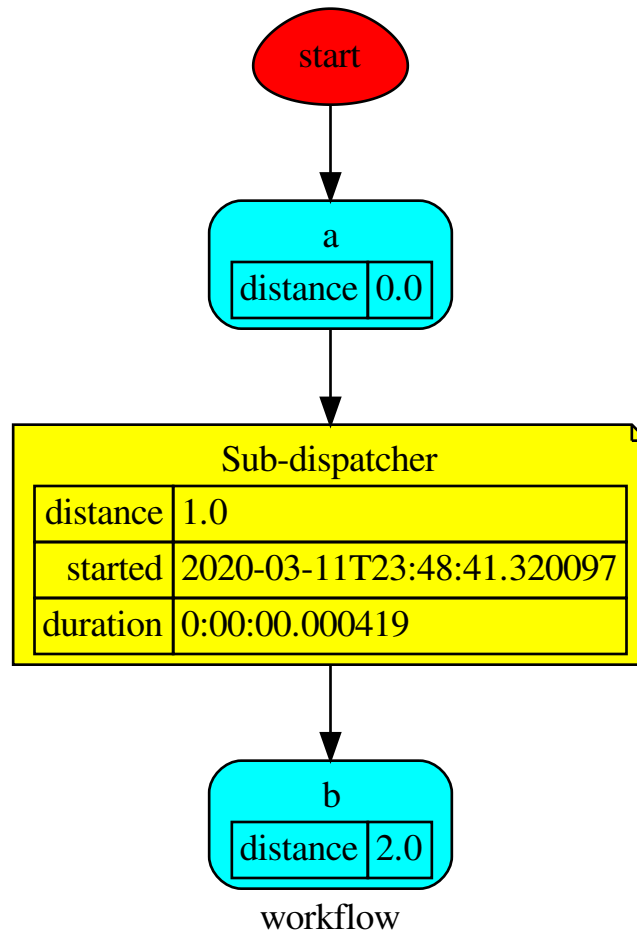 start
a
distance 0.0
Sub-dispatcher
distance 1.0
started 2020-03-11T23:48:41.320097
duration 0:00:00.000419
b
distance 2.0
workflow